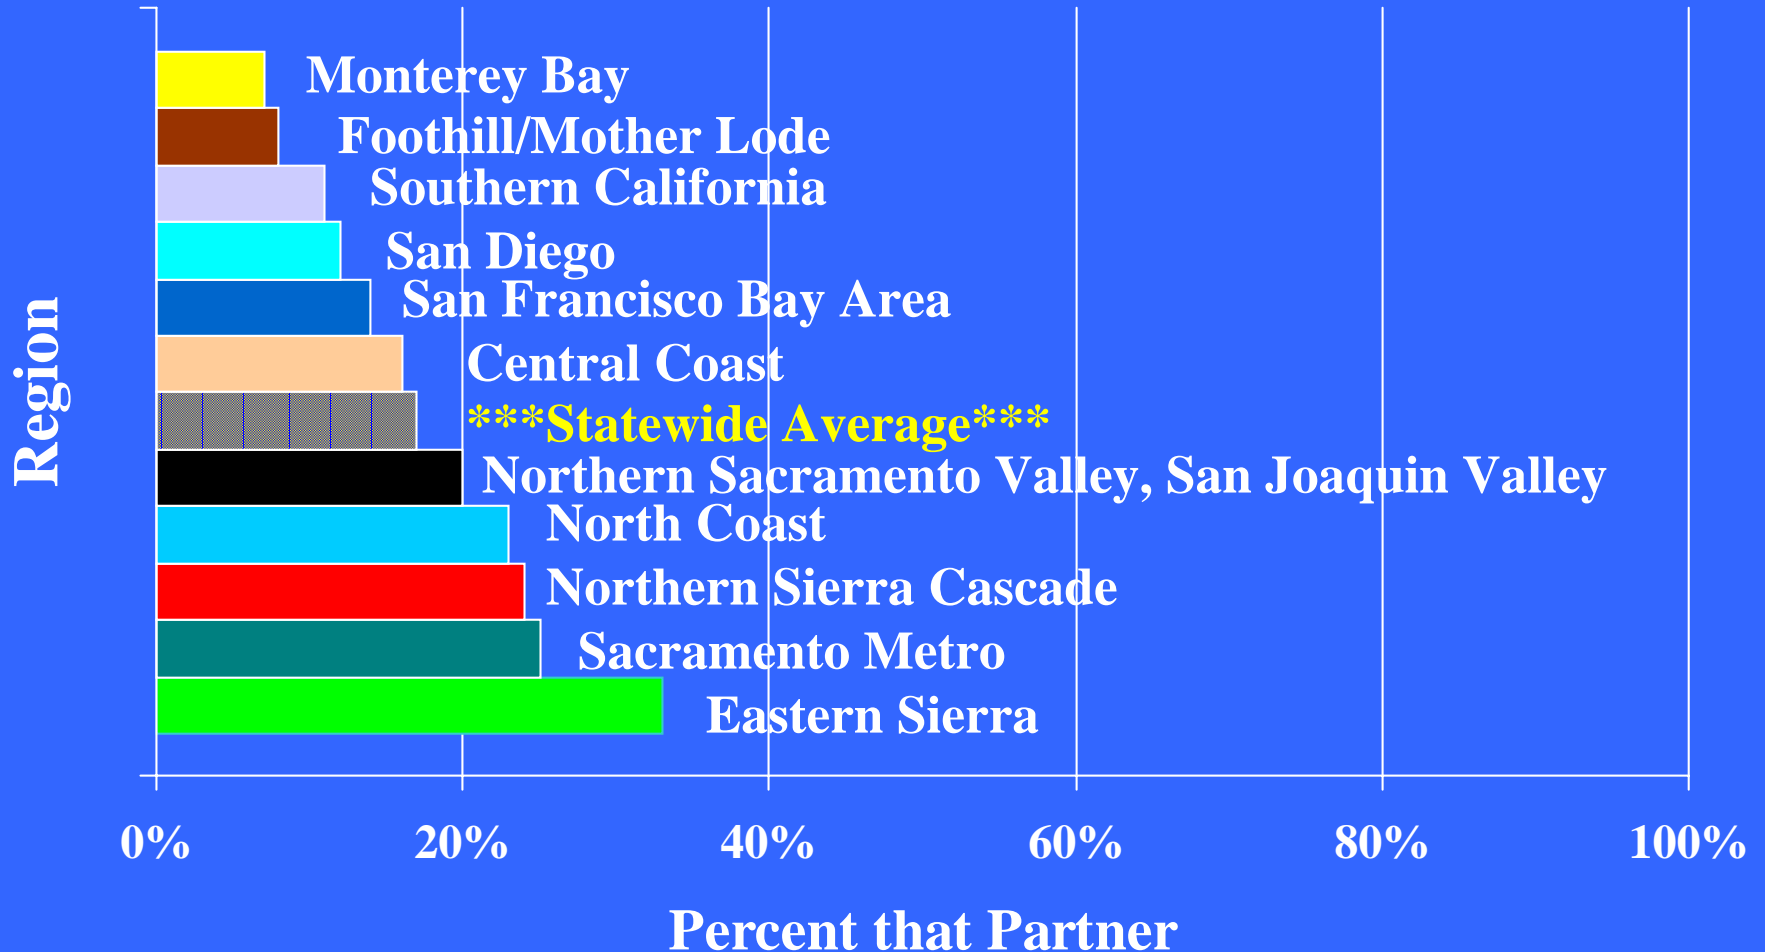 Monterey Bay
Foothill/Mother Lode
Southern California
San Diego
San Francisco Bay Area
Central Coast
***Statewide Average***
Northern Sacramento Valley, San Joaquin Valley
North Coast
Northern Sierra Cascade
Sacramento Metro
Eastern Sierra
Region
0% 20% 40% 60% 80% 100%
Percent that Partner